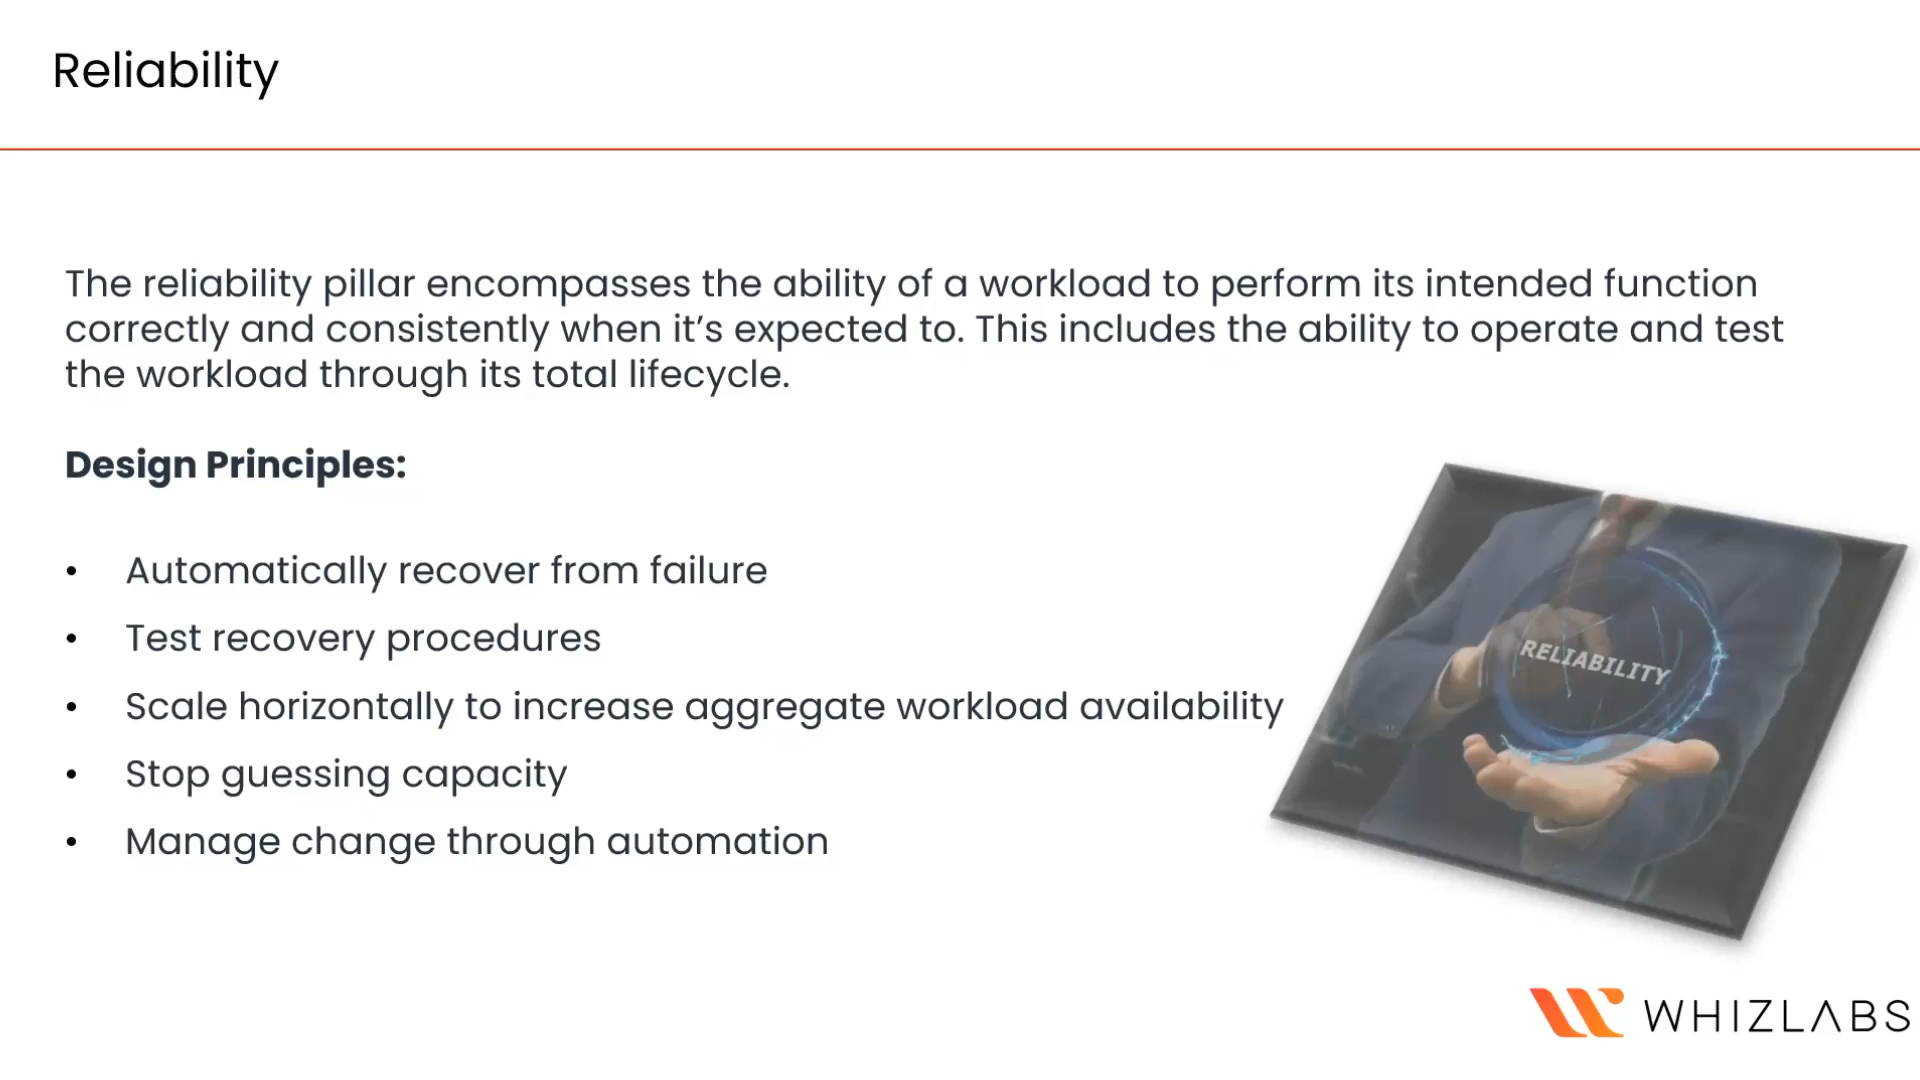 Reliability
The reliability pillar encompasses the ability of a workload to perform its intended function
correctly and consistently when it’s expected to. This includes the ability to operate and test
the workload through its total lifecycle.
Design Principles:
• Automatically recover from failure
• Test recovery procedures
• Scale horizontally to increase aggregate workload availability
• Stop guessing capacity
• Manage change through automation
RELIABILITY
WHIZLABS